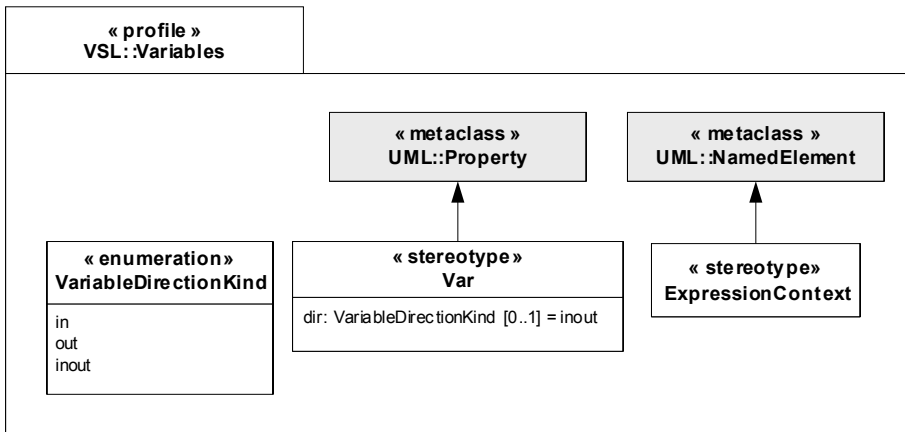 « profile »
VSL::Variables
« metaclass »
UML::Property
« metaclass »
UML::NamedElement
« enumeration»
VariableDirectionKind
in
out
inout
« stereotype»
Var
dir: VariableDirectionKind [0..1] = inout
« stereotype»
ExpressionContext